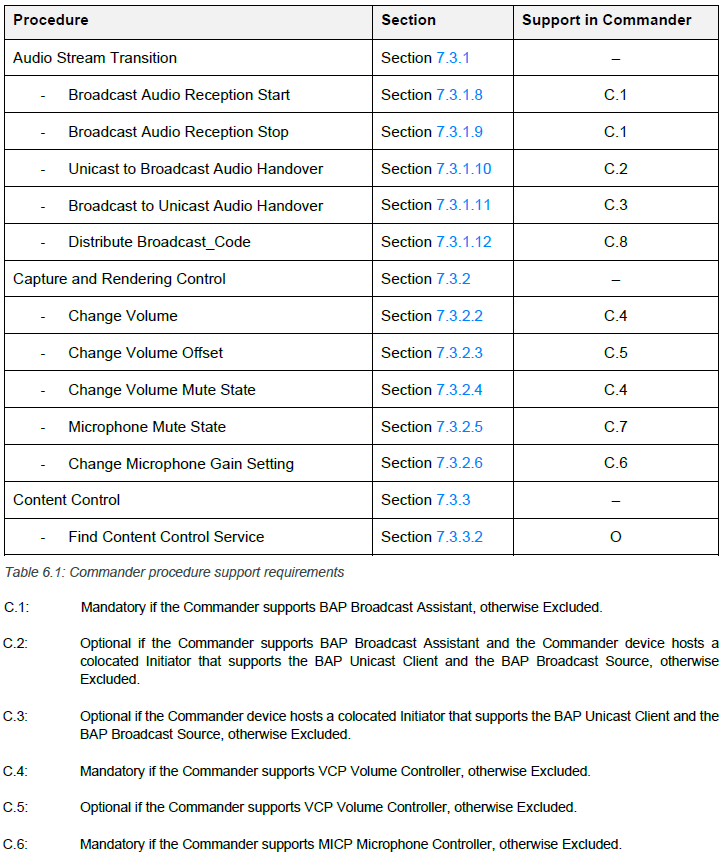 Procedure Section Support in Commander
Audio Stream Transition Section 7.3.1 –
- Broadcast Audio Reception Start Section 7.3.1.8 C.1
- Broadcast Audio Reception Stop Section 7.3.1.9 C.1
- Unicast to Broadcast Audio Handover Section 7.3.1.10 C.2
- Broadcast to Unicast Audio Handover Section 7.3.1.11 C.3
- Distribute Broadcast_Code Section 7.3.1.12 C.8
Capture and Rendering Control Section 7.3.2 –
- Change Volume Section 7.3.2.2 C.4
- Change Volume Offset Section 7.3.2.3 C.5
- Change Volume Mute State Section 7.3.2.4 C.4
- Microphone Mute State Section 7.3.2.5 C.7
- Change Microphone Gain Setting Section 7.3.2.6 C.6
Content Control Section 7.3.3 –
- Find Content Control Service Section 7.3.3.2 O
Table 6.1: Commander procedure support requirements
C.1: Mandatory if the Commander supports BAP Broadcast Assistant, otherwise Excluded.
C.2: Optional if the Commander supports BAP Broadcast Assistant and the Commander device hosts a
colocated Initiator that supports the BAP Unicast Client and the BAP Broadcast Source, otherwise
Excluded.
C.3: Optional if the Commander device hosts a colocated Initiator that supports the BAP Unicast Client and the
BAP Broadcast Source, otherwise Excluded.
C.4: Mandatory if the Commander supports VCP Volume Controller, otherwise Excluded.
C.5: Optional if the Commander supports VCP Volume Controller, otherwise Excluded.
C.6: Mandatory if the Commander supports MICP Microphone Controller, otherwise Excluded.